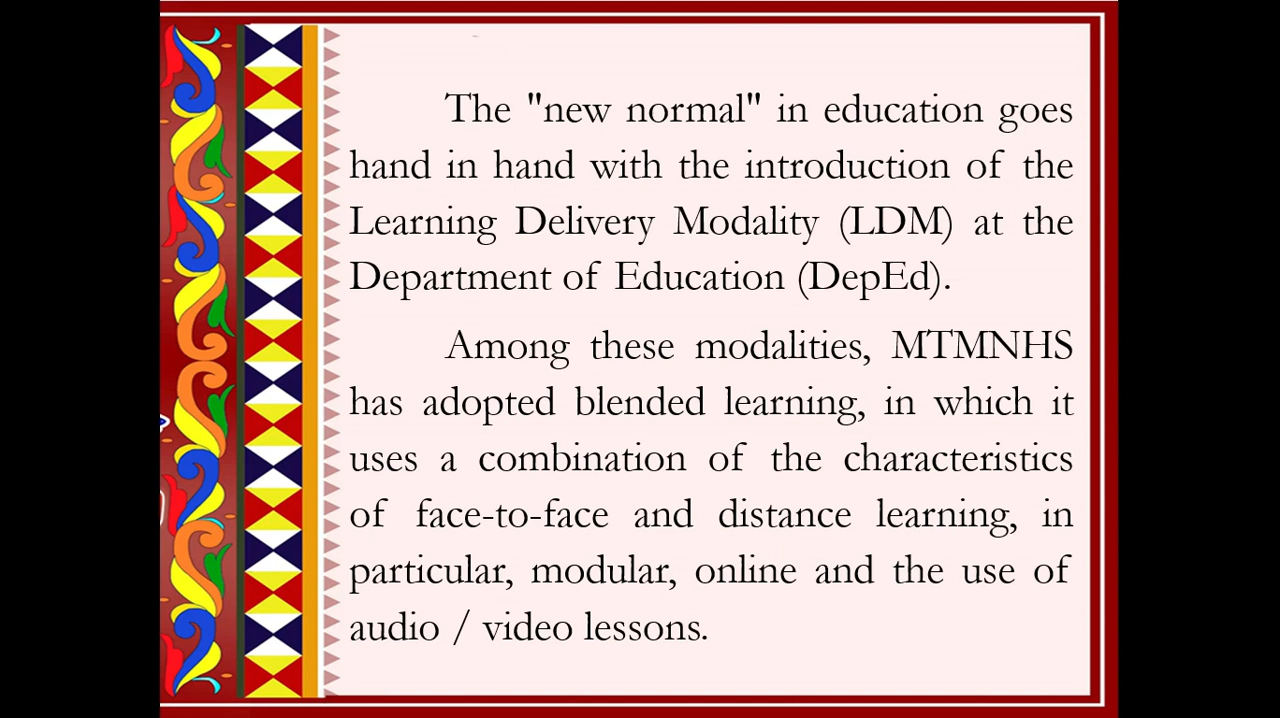 The "new normal" in education goes
hand in hand with the introduction of the
Learning Delivery Modality (LDM) at the
Department of Education (DepEd).
Among these modalities, MTMNHS
has adopted blended learning, in which it
uses a combination of the characteristics
of face-to-face and distance learning, in
particular, modular, online and the use of
audio / video lessons.